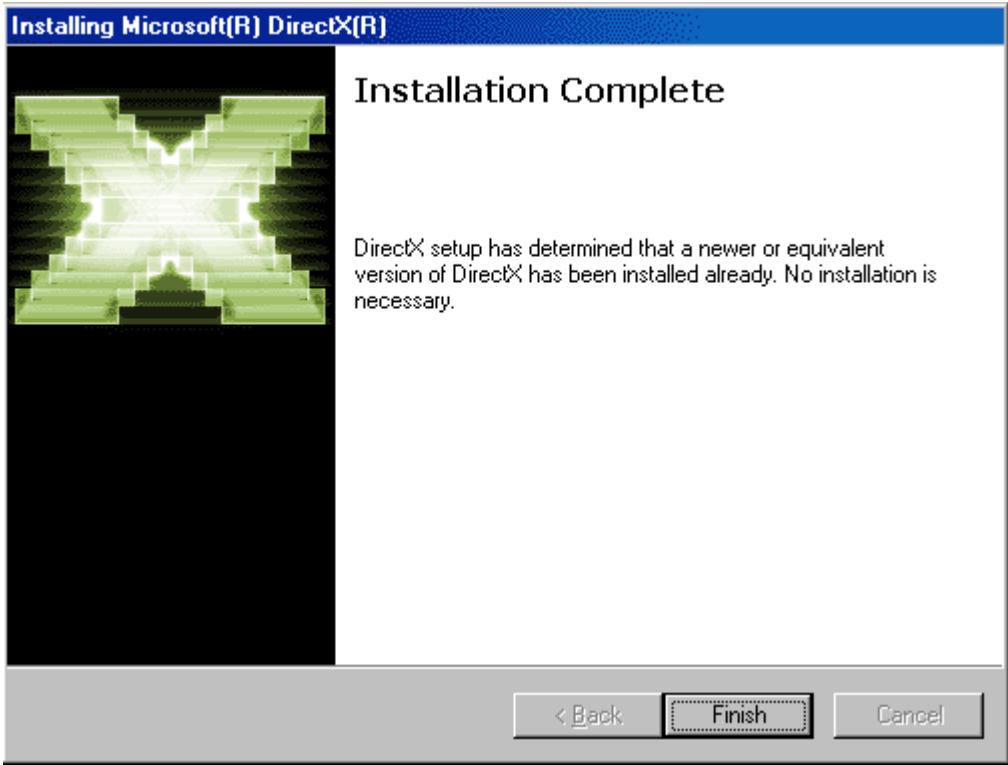 Installing Microsoft(R) DirectX(R)
Installation Complete
DirectX setup has determined that a newer or equivalent
version of DirectX has been installed already. No installation is
necessary.
< Back
Finish
Cancel